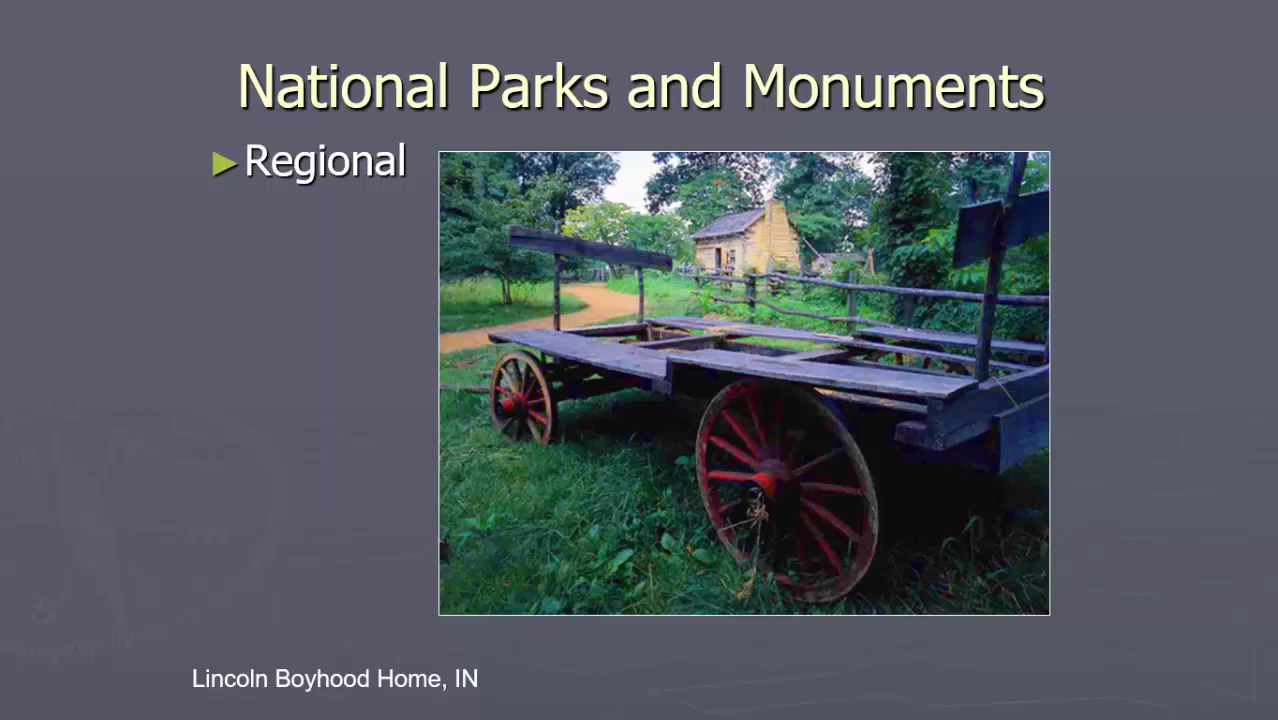 National Parks and Monuments
►Regional
Lincoln Boyhood Home, IN